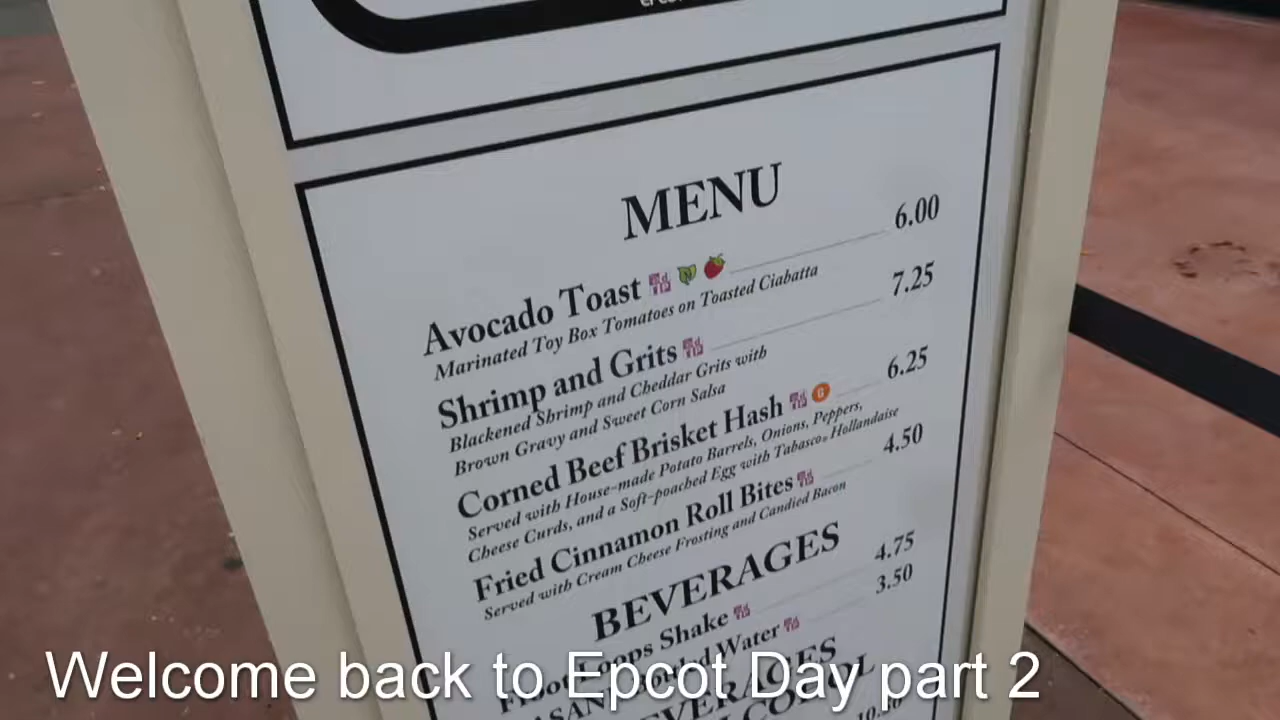 MENU
Avocado Toast 6.00
Marinated Toy Box Tomatoes on Toasted Ciabatta
Shrimp and Grits 7.25
Blackened Shrimp and Cheddar Grits with
Brown Gravy and Sweet Corn Salsa
Corned Beef Brisket Hash G 6.25
Served with House-made Potato Barrels, Onions, Peppers,
Cheese Curds, and a Soft-poached Egg with Tabasco® Hollandaise
Fried Cinnamon Roll Bites 4.50
Served with Cream Cheese Frosting and Candied Bacon
BEVERAGES
Shake 4.75
Water 3.50
Welcome back to Epcot Day part 2